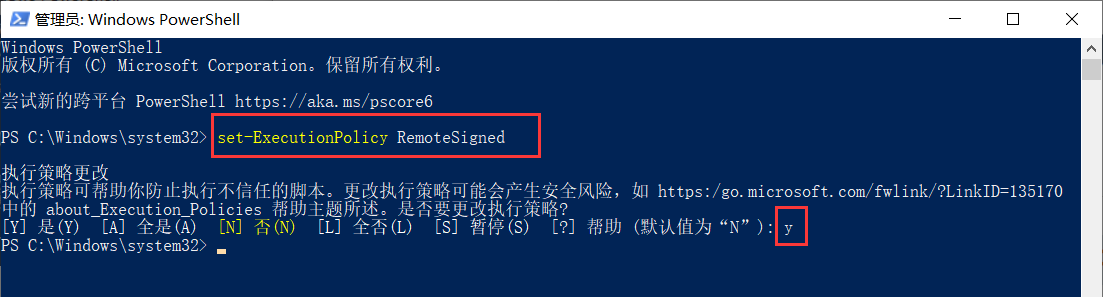 管理员: Windows PowerShell
Windows PowerShell
版权所有 (C) Microsoft Corporation。保留所有权利。
尝试新的跨平台 PowerShell https://aka.ms/pscore6
PS C:\Windows\system32> set-ExecutionPolicy RemoteSigned
执行策略更改
执行策略可帮助你防止执行不信任的脚本。更改执行策略可能会产生安全风险，如 https:/go.microsoft.com/fwlink/?LinkID=135170
中的 about_Execution_Policies 帮助主题所述。是否要更改执行策略?
[Y] 是(Y)  [A] 全是(A)  [N] 否(N)  [L] 全否(L)  [S] 暂停(S)  [?] 帮助 (默认值为“N”): y
PS C:\Windows\system32>